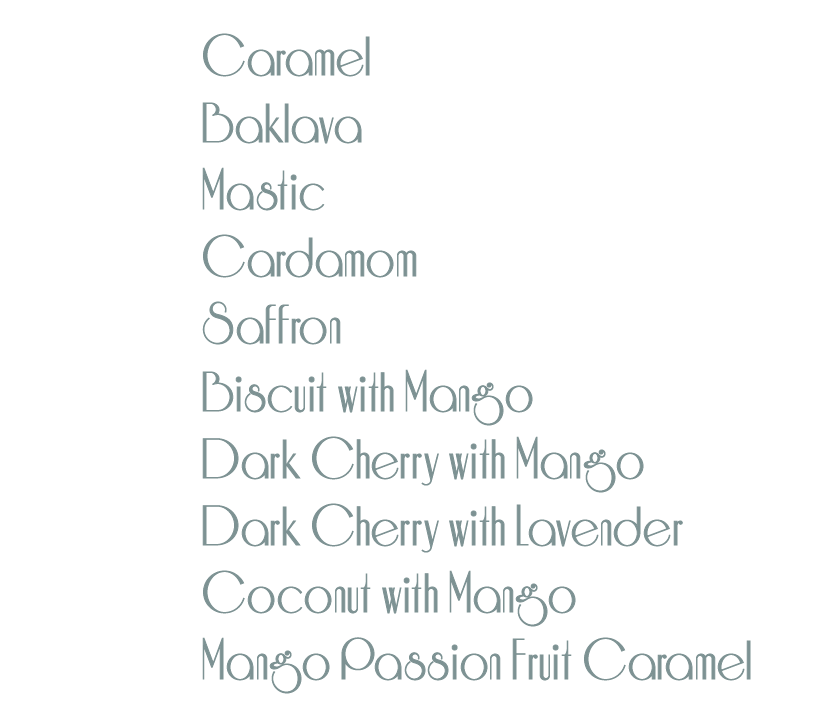 Caramel
Baklava
Mastic
Cardamom
Saffron
Biscuit with Mango
Dark Cherry with Mango
Dark Cherry with Lavender
Coconut with Mango
Mango Passion Fruit Caramel